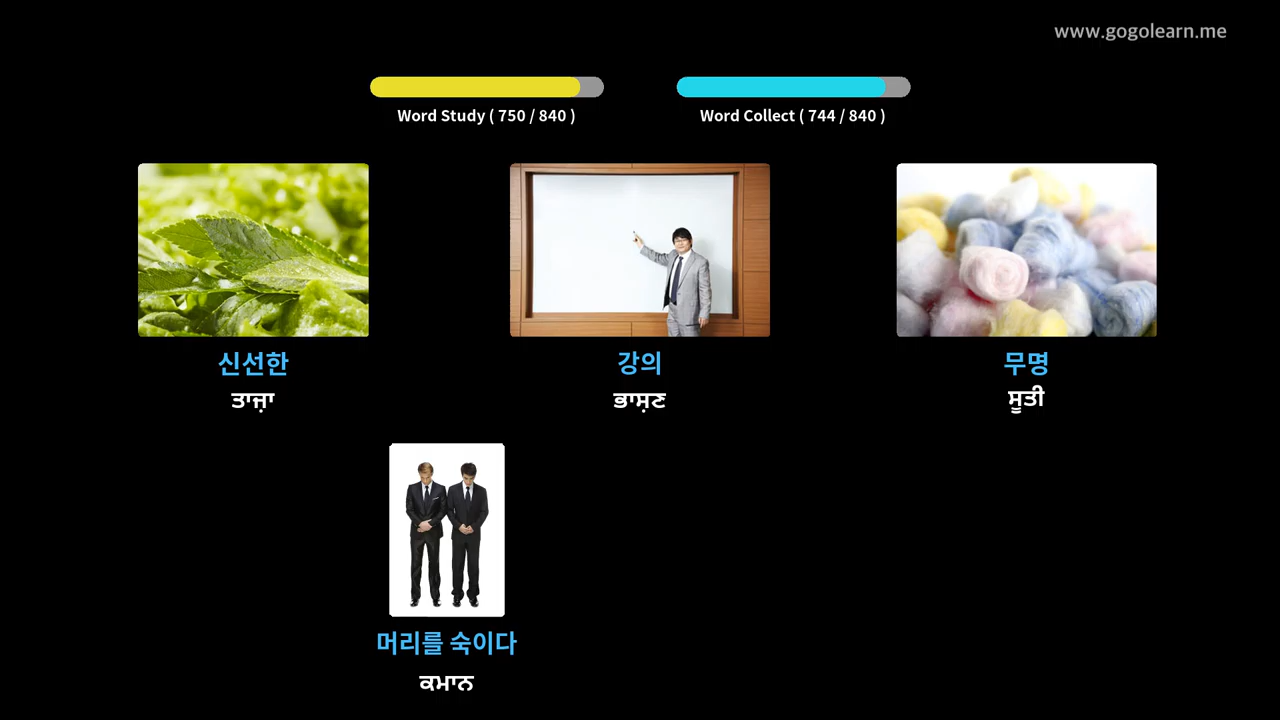 www.gogolearn.me
Word Study ( 750 / 840 )
Word Collect ( 744 / 840 )
신선한
ਤਾਜ਼ਾ
강의
ਭਾਸ਼ਣ
무명
ਸੂਤੀ
머리를 숙이다
ਕਮਾਨ